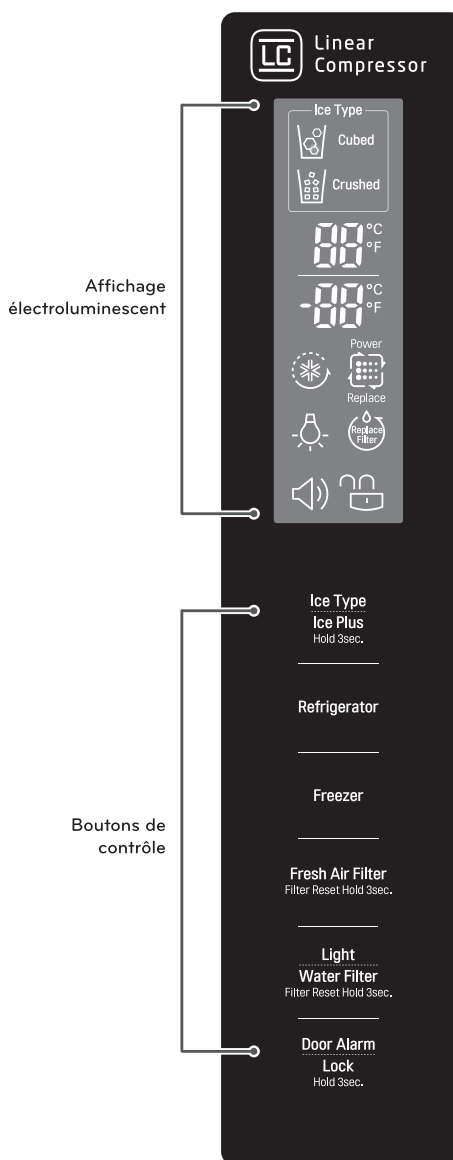 LC
Linear
Compressor
Ice Type
Cubed
Crushed
88 °C
°F
-88 °C
°F
Power
Replace
Replace
Filter
Affichage
électroluminescent
Ice Type
Ice Plus
Hold 3sec.
Refrigerator
Freezer
Boutons de
contrôle
Fresh Air Filter
Filter Reset Hold 3sec.
Light
Water Filter
Filter Reset Hold 3sec.
Door Alarm
Lock
Hold 3sec.